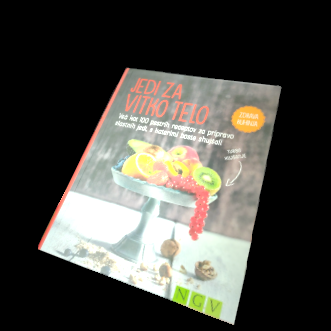 JEDI ZA
VITKO TELO
Več kot 100 pestrih receptov za pripravo
okusnih jedi, s katerimi boste shujšali!
ZDRAVA
KUHINJA
NGV